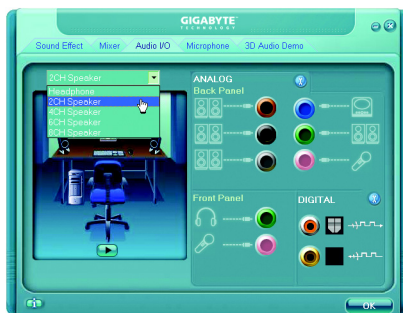 GIGABYTE
TECHNOLOGY
Sound Effect Mixer Audio I/O Microphone 3D Audio Demo
2CH Speaker
Headphone
2CH Speaker
4CH Speaker
6CH Speaker
8CH Speaker
ANALOG
Back Panel
Front Panel
DIGITAL
OK